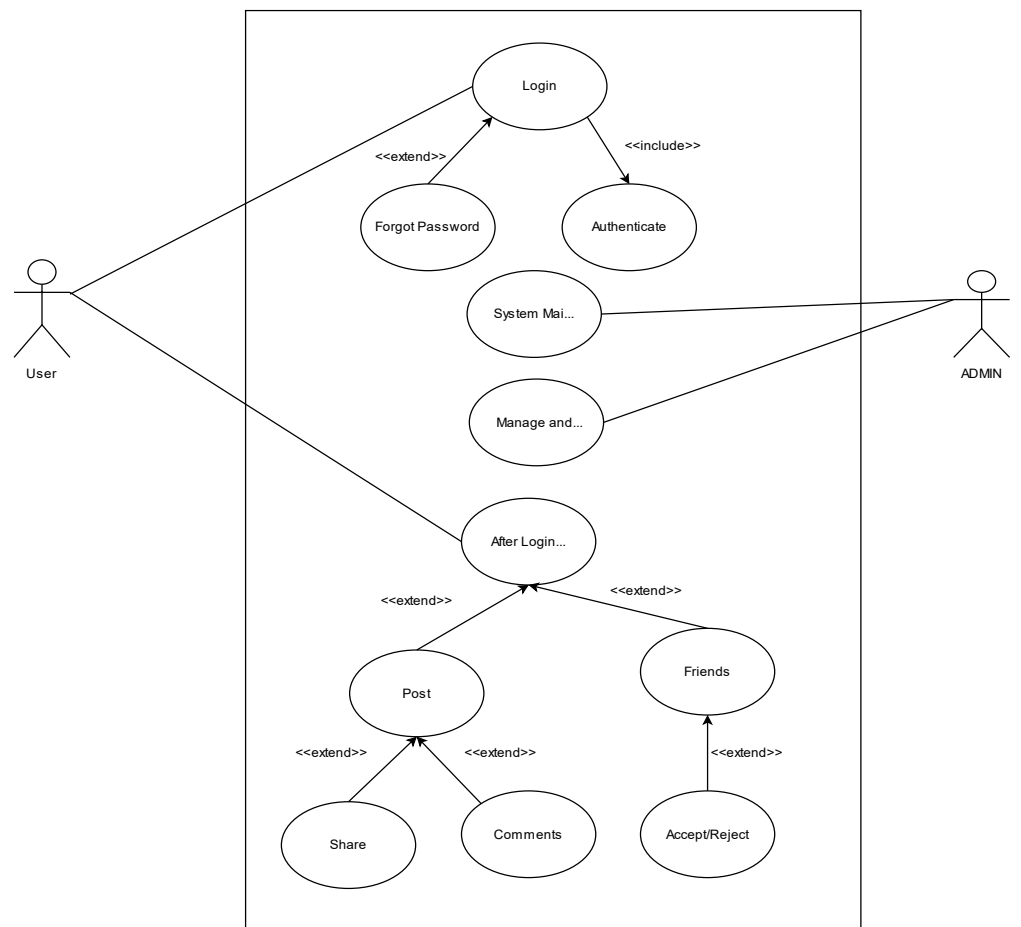 Login
<<extend>>
<<include>>
Forgot Password
Authenticate
System Mai...
User
ADMIN
Manage and...
After Login...
<<extend>>
<<extend>>
Post
Friends
<<extend>>
<<extend>>
<<extend>>
Share
Comments
Accept/Reject